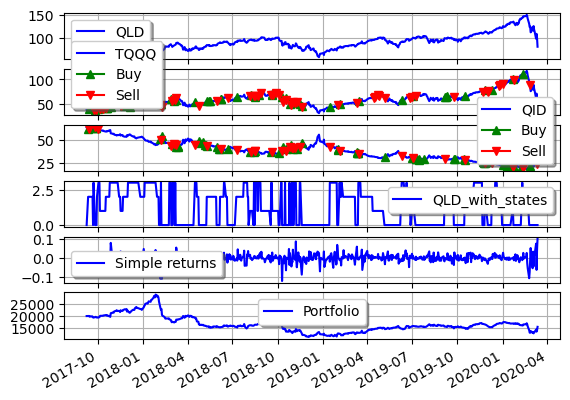 150
100
QLD
TQQQ
Buy
Sell
100
50
QID
Buy
Sell
50
25
2.5
0.0
QLD_with_states
0.1
0.0
−0.1
Simple returns
25000
20000
15000
Portfolio
2017-10
2018-01
2018-04
2018-07
2018-10
2019-01
2019-04
2019-07
2019-10
2020-01
2020-04